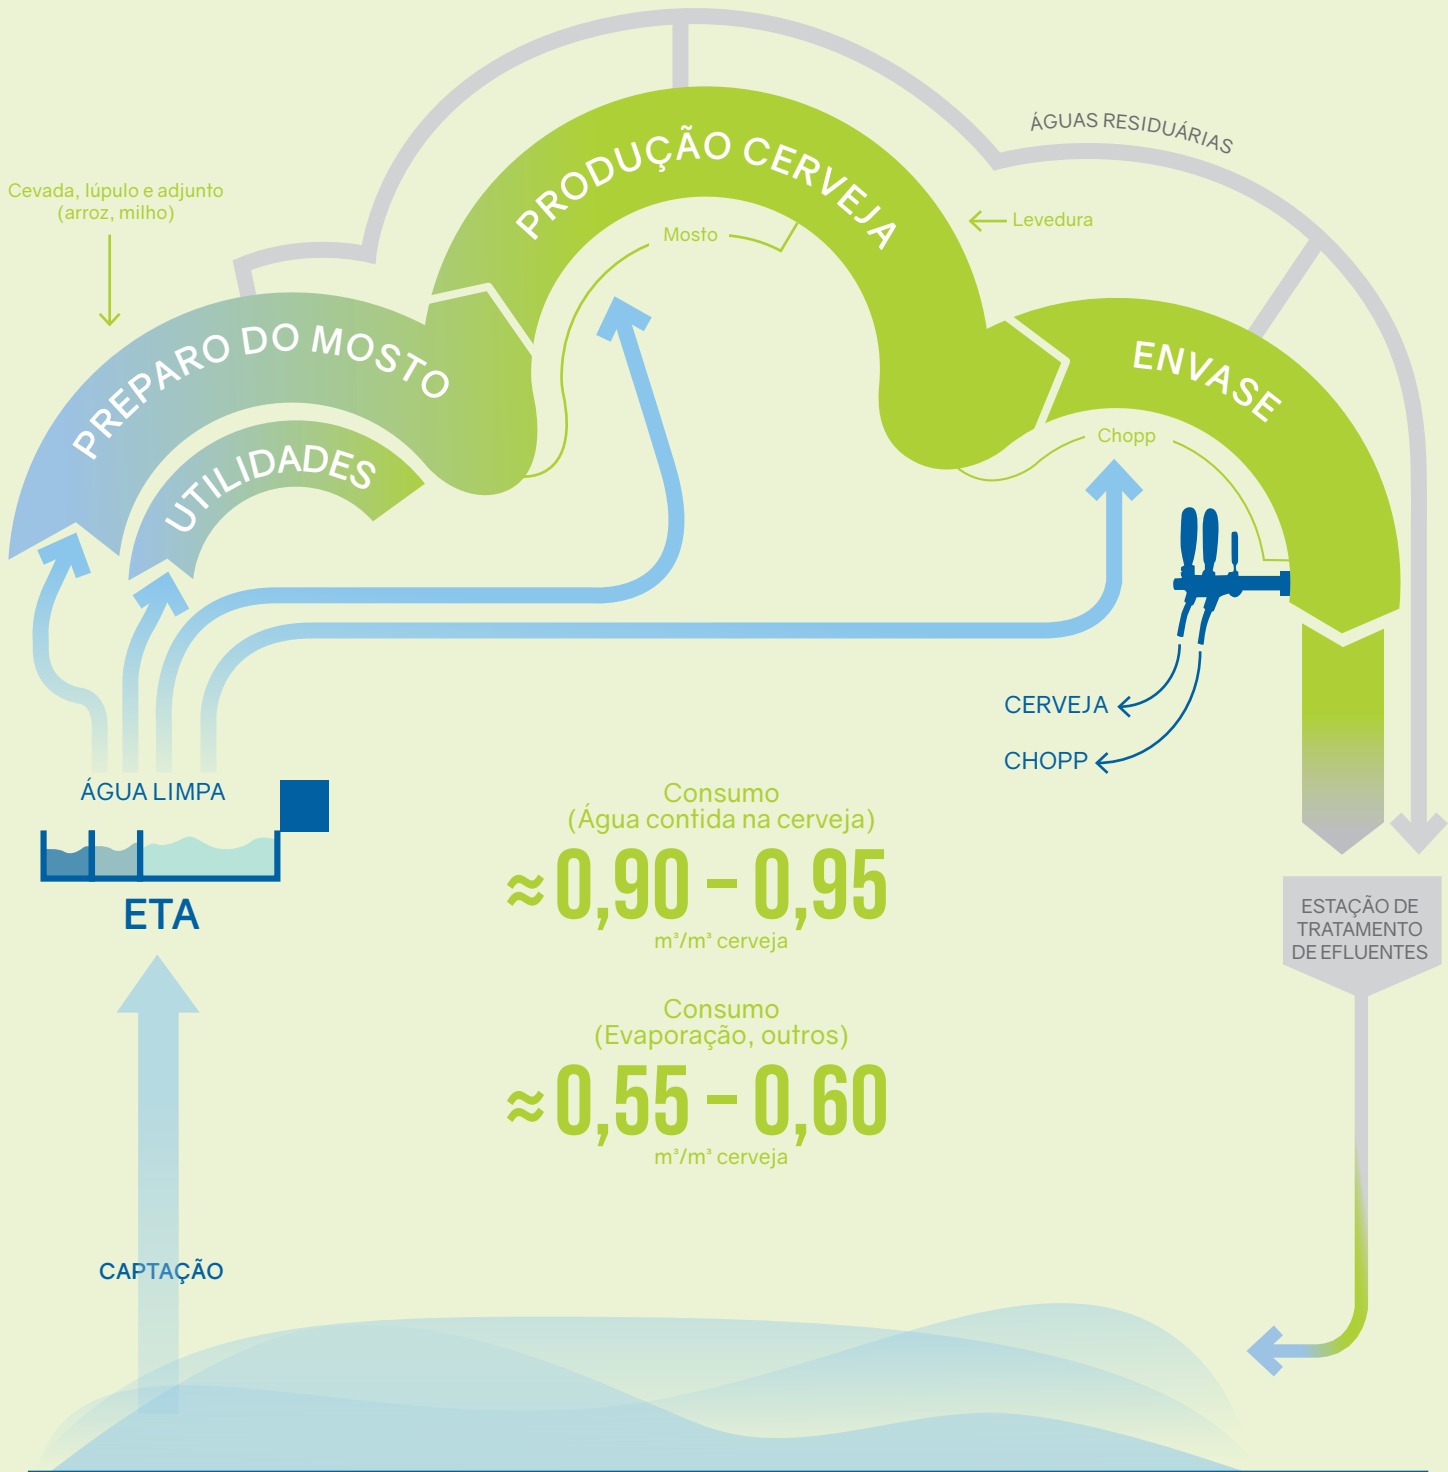 ÁGUAS RESIDUÁRIAS
PRODUÇÃO CERVEJA
Cevada, lúpulo e adjunto
(arroz, milho)
Levedura
Mosto
PREPARO DO MOSTO
ENVASE
UTILIDADES
Chopp
CERVEJA
CHOPP
ÁGUA LIMPA
ETA
Consumo
(Água contida na cerveja)
≈ 0,90 – 0,95
m³/m³ cerveja
ESTAÇÃO DE
TRATAMENTO
DE EFLUENTES
Consumo
(Evaporação, outros)
≈ 0,55 – 0,60
m³/m³ cerveja
CAPTAÇÃO